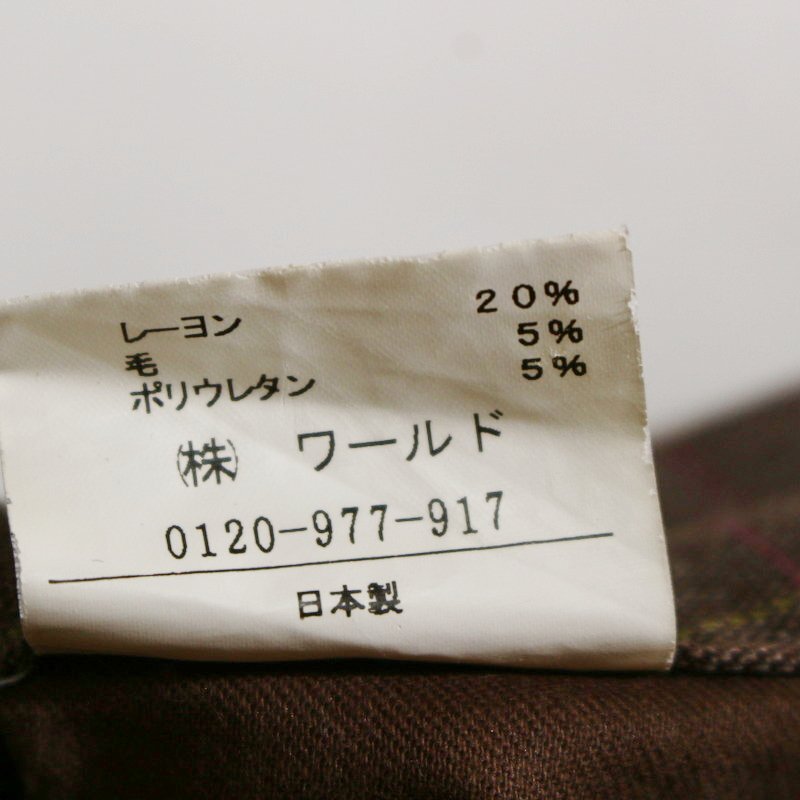 レーヨン 20%
毛 5%
ポリウレタン 5%
㈱ ワールド
0120-977-917
日本製